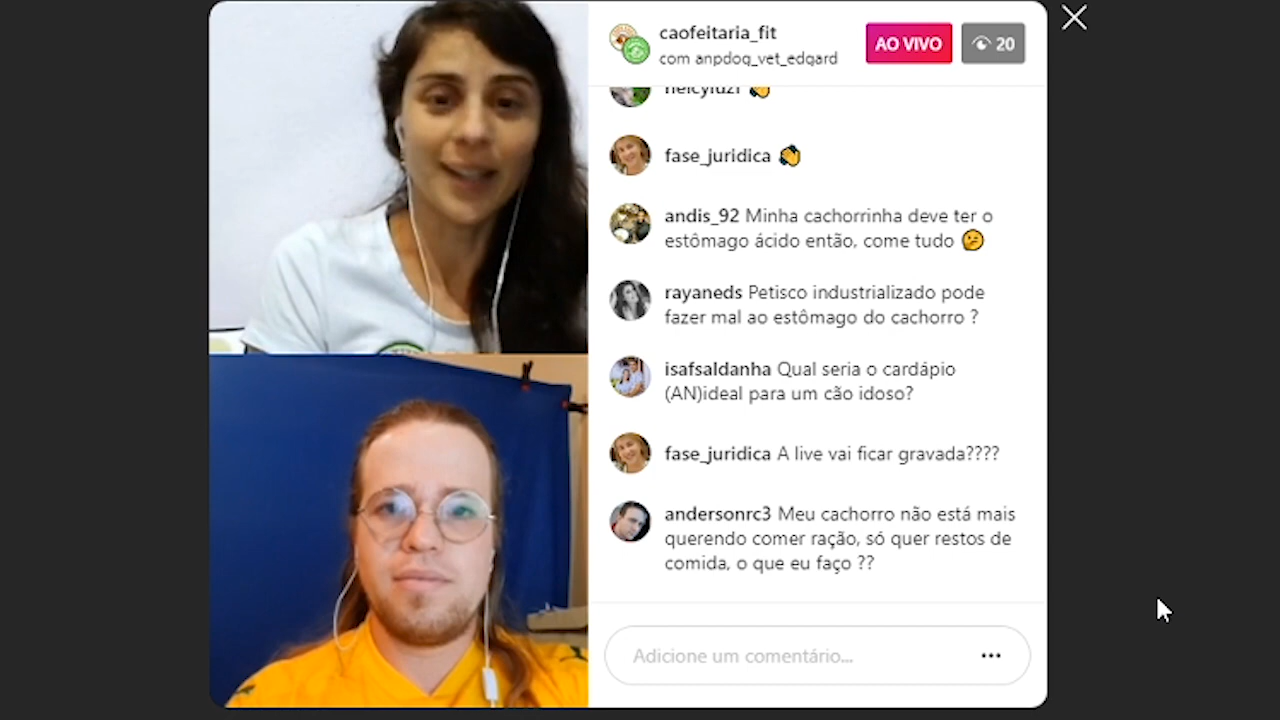 caofeitaria_fit
com anpdog_vet_edgard
AO VIVO
20
helcyluzi 👏
fase_juridica 👏
andis_92 Minha cachorrinha deve ter o
estômago ácido então, come tudo 🤔
rayaneds Petisco industrializado pode
fazer mal ao estômago do cachorro ?
isafsaldanha Qual seria o cardápio
(AN)ideal para um cão idoso?
fase_juridica A live vai ficar gravada????
andersonrc3 Meu cachorro não está mais
querendo comer ração, só quer restos de
comida, o que eu faço ??
Adicione um comentário...